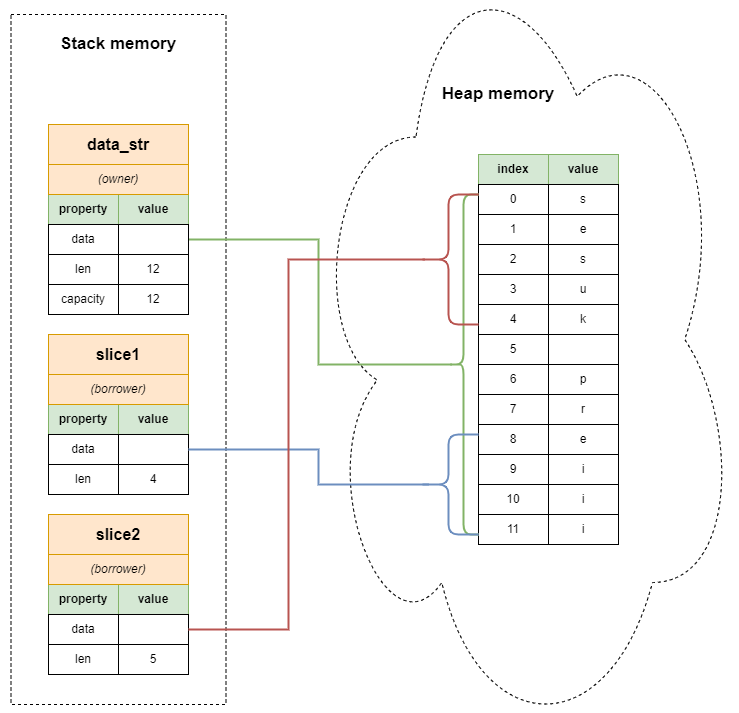 Stack memory
data_str
(owner)
property value
data
len 12
capacity 12
slice1
(borrower)
property value
data
len 4
slice2
(borrower)
property value
data
len 5
Heap memory
index value
0 s
1 e
2 s
3 u
4 k
5
6 p
7 r
8 e
9 i
10 i
11 i